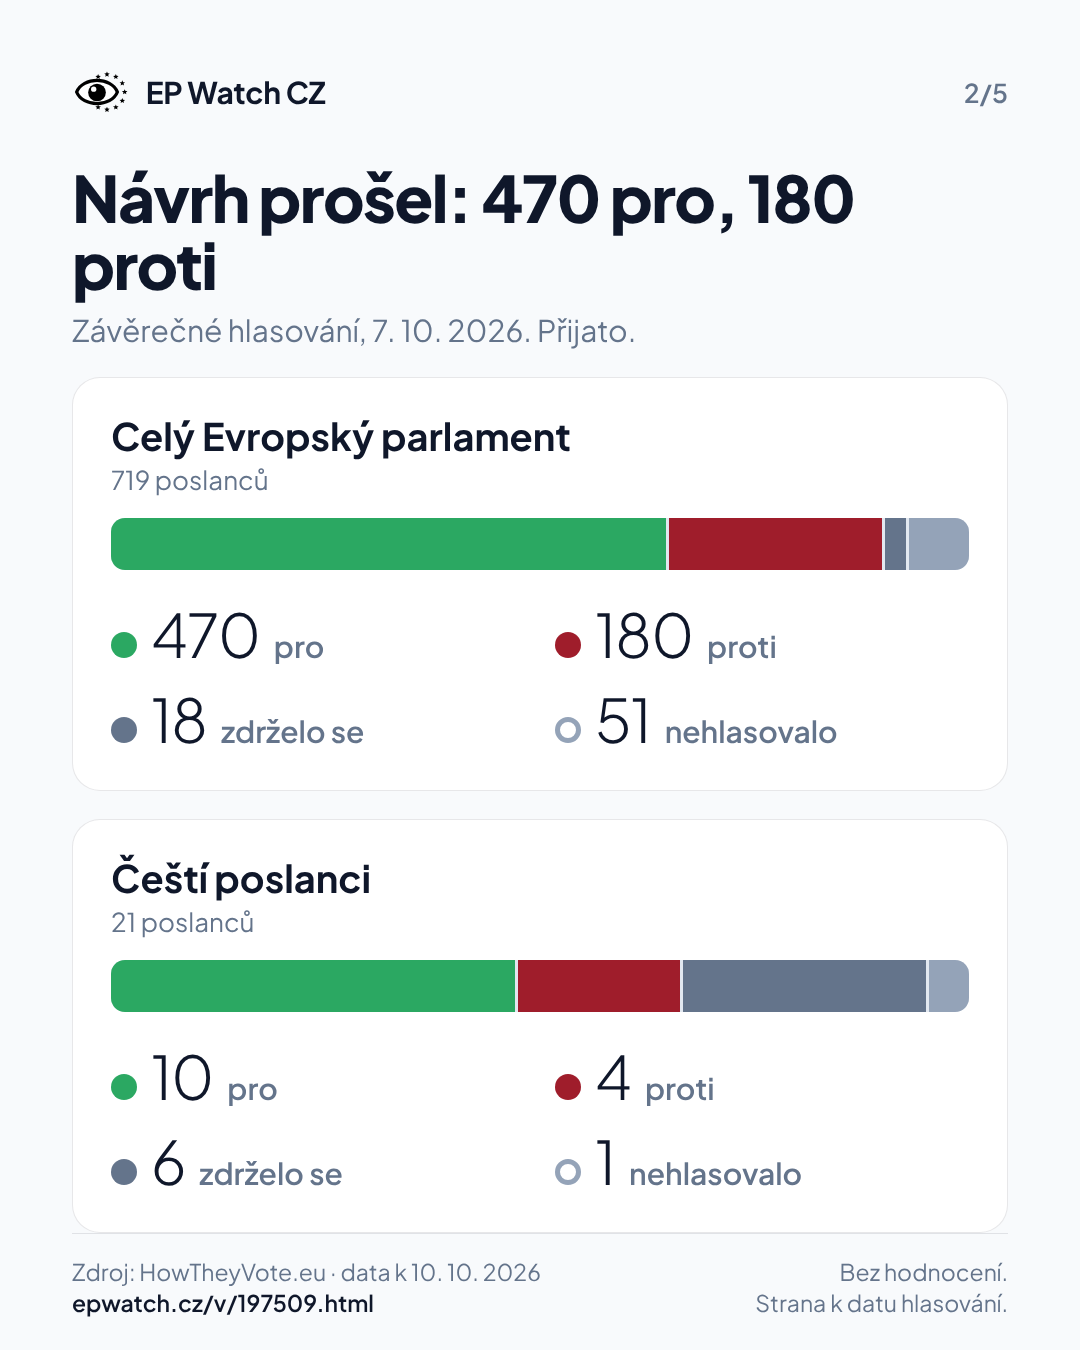 EP Watch CZ
2/5
Návrh prošel: 470 pro, 180
proti
Závěrečné hlasování, 7. 10. 2026. Přijato.
Celý Evropský parlament
719 poslanců
470 pro
180 proti
18 zdrželo se
51 nehlasovalo
Čeští poslanci
21 poslanců
10 pro
4 proti
6 zdrželo se
1 nehlasovalo
Zdroj: HowTheyVote.eu · data k 10. 10. 2026
epwatch.cz/v/197509.html
Bez hodnocení.
Strana k datu hlasování.